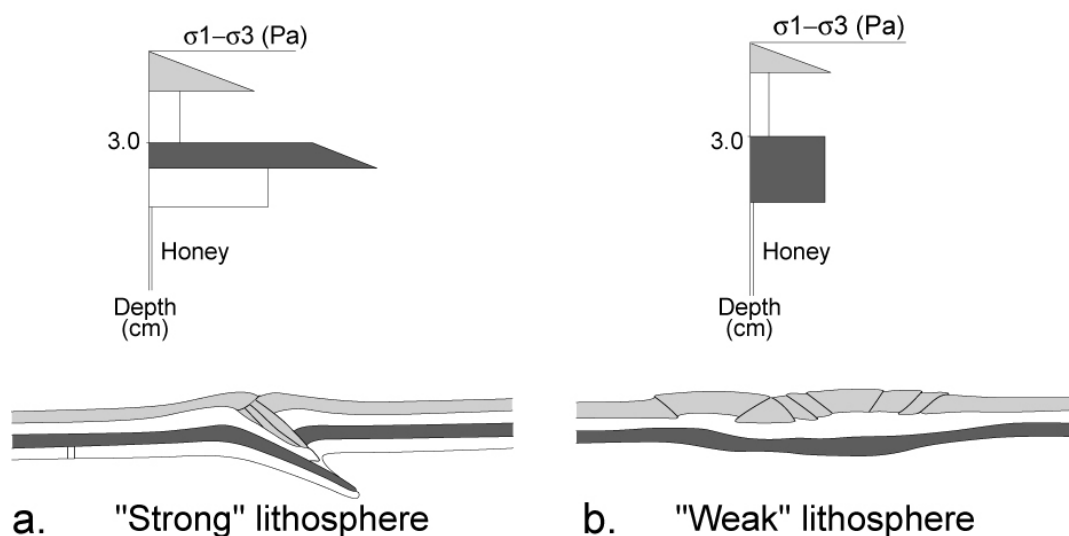 σ1–σ3 (Pa)
3.0
Honey
Depth
(cm)
a. "Strong" lithosphere
σ1–σ3 (Pa)
3.0
Honey
Depth
(cm)
b. "Weak" lithosphere